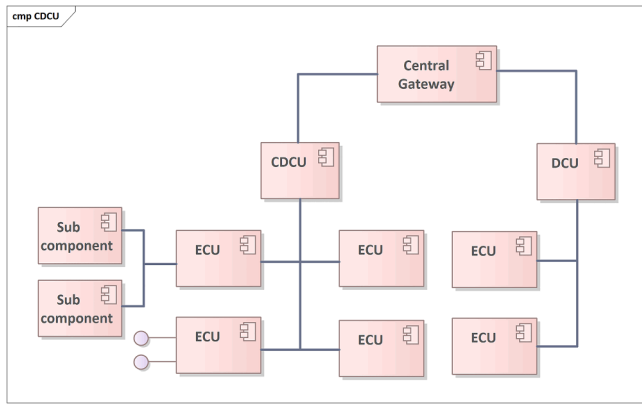 cmp CDCU
Central
Gateway
CDCU
DCU
Sub
component
ECU
ECU
ECU
Sub
component
ECU
ECU
ECU